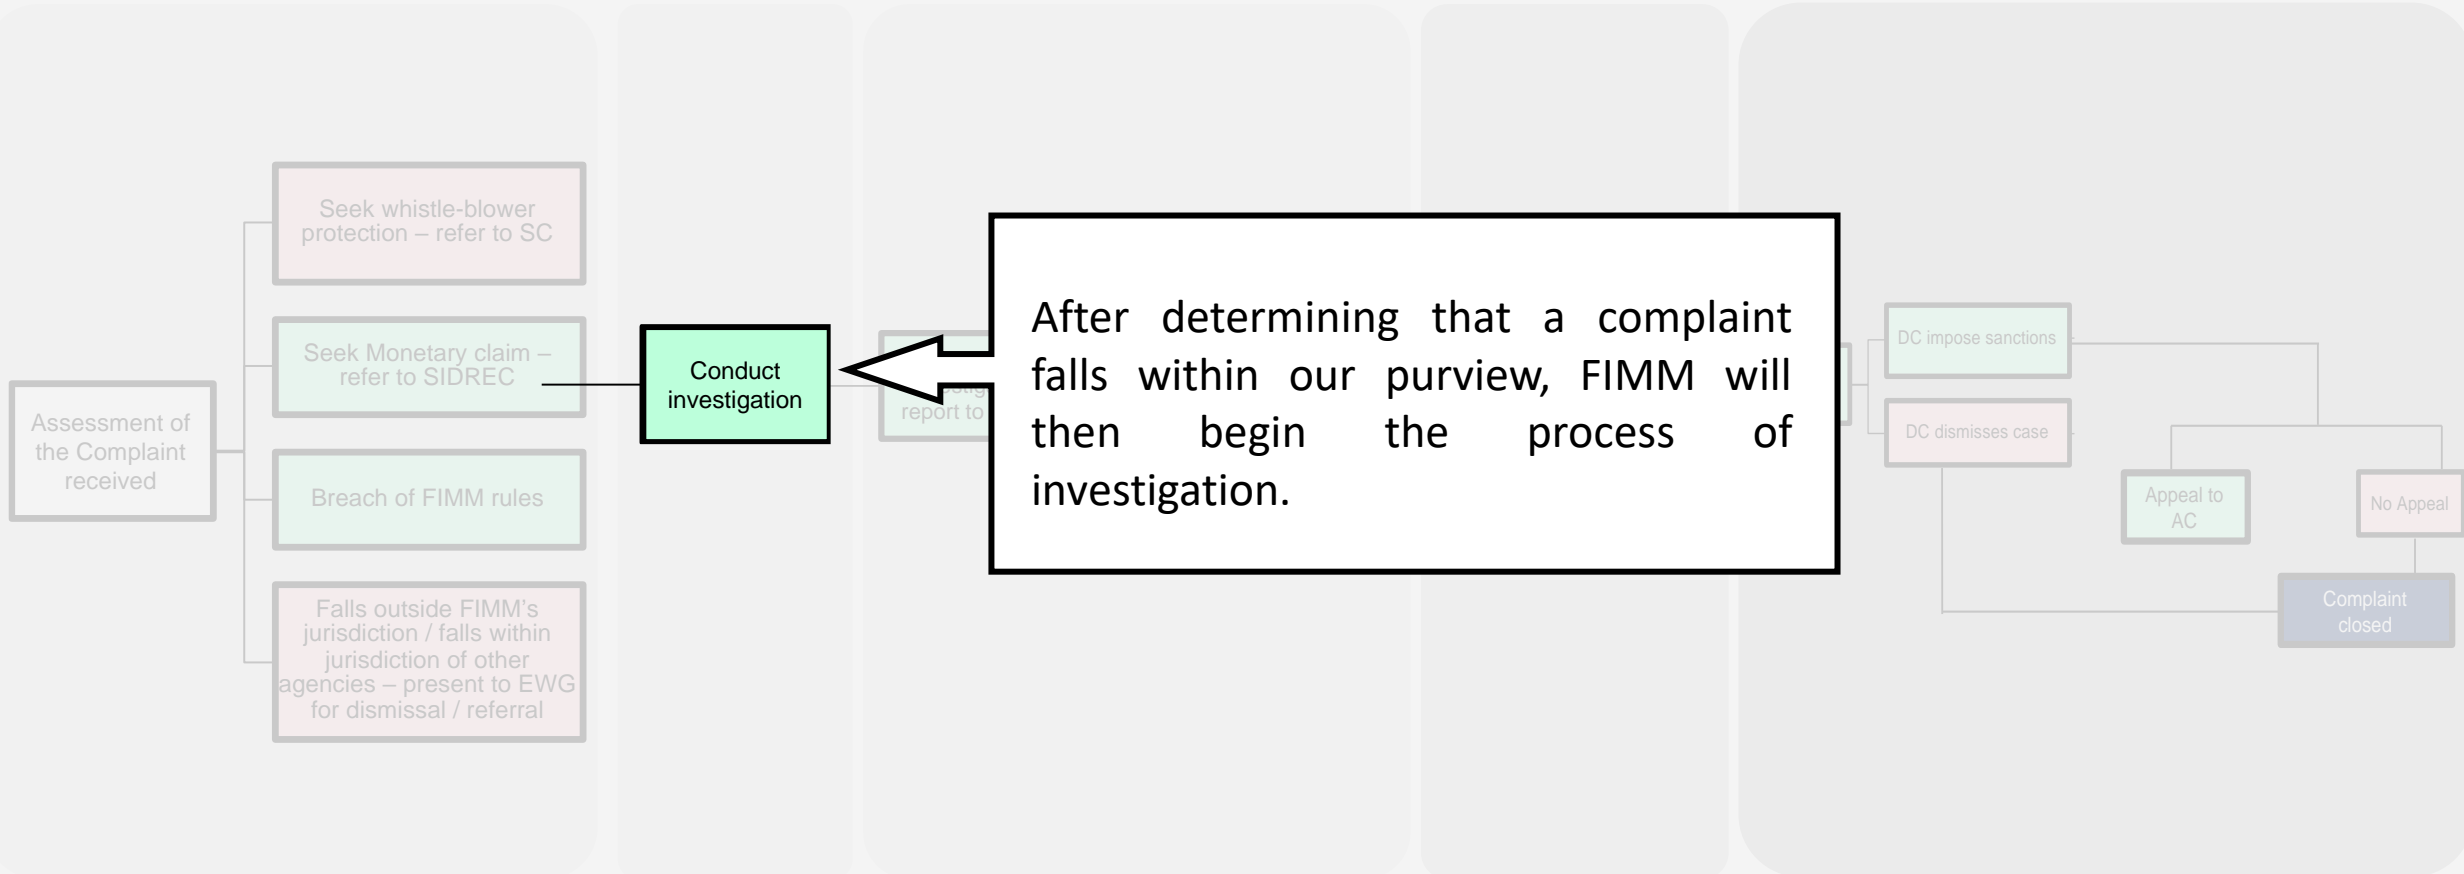 Assessment of
the Complaint
received
Seek whistle-blower
protection – refer to SC
Seek Monetary claim –
refer to SIDREC
Breach of FIMM rules
Falls outside FIMM’s
jurisdiction / falls within
jurisdiction of other
agencies – present to EWG
for dismissal / referral
Conduct
investigation
report to
After determining that a complaint
falls within our purview, FIMM will
then begin the process of
investigation.
DC impose sanctions
DC dismisses case
Appeal to
AC
No Appeal
Complaint
closed